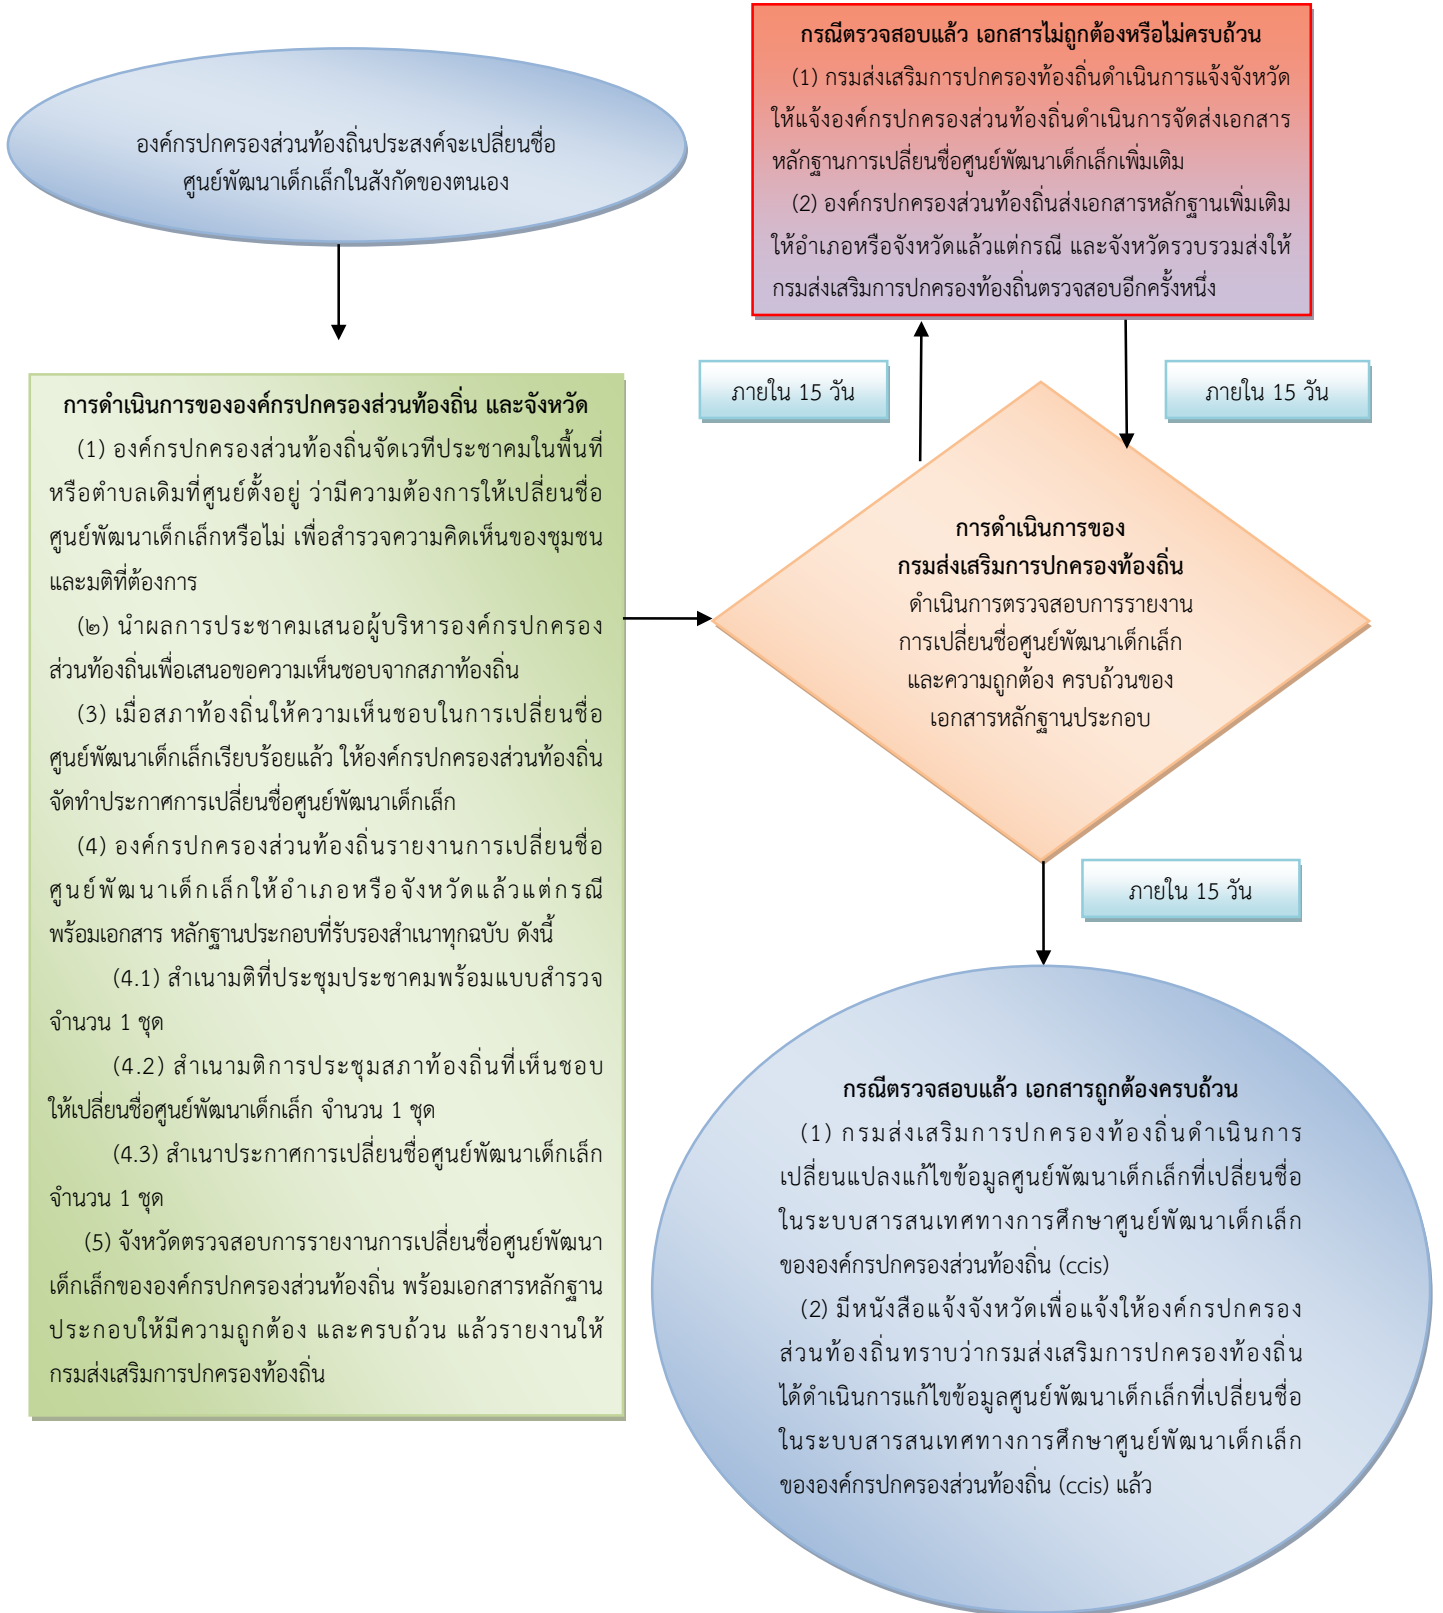 องค์กรปกครองส่วนท้องถิ่นประสงค์จะเปลี่ยนชื่อ
ศูนย์พัฒนาเด็กเล็กในสังกัดของตนเอง
การดำเนินการขององค์กรปกครองส่วนท้องถิ่น และจังหวัด
(1) องค์กรปกครองส่วนท้องถิ่นจัดเวทีประชาคมในพื้นที่
หรือตำบลเดิมที่ศูนย์ตั้งอยู่ ว่ามีความต้องการให้เปลี่ยนชื่อ
ศูนย์พัฒนาเด็กเล็กหรือไม่ เพื่อสำรวจความคิดเห็นของชุมชน
และมติที่ต้องการ
(๒) นำผลการประชาคมเสนอผู้บริหารองค์กรปกครอง
ส่วนท้องถิ่นเพื่อเสนอขอความเห็นชอบจากสภาท้องถิ่น
(3) เมื่อสภาท้องถิ่นให้ความเห็นชอบในการเปลี่ยนชื่อ
ศูนย์พัฒนาเด็กเล็กเรียบร้อยแล้ว ให้องค์กรปกครองส่วนท้องถิ่น
จัดทำประกาศการเปลี่ยนชื่อศูนย์พัฒนาเด็กเล็ก
(4) องค์กรปกครองส่วนท้องถิ่นรายงานการเปลี่ยนชื่อ
ศูนย์พัฒนาเด็กเล็กให้อำเภอหรือจังหวัดแล้วแต่กรณี
พร้อมเอกสาร หลักฐานประกอบที่รับรองสำเนาทุกฉบับ ดังนี้
(4.1) สำเนามติที่ประชุมประชาคมพร้อมแบบสำรวจ
จำนวน 1 ชุด
(4.2) สำเนามติการประชุมสภาท้องถิ่นที่เห็นชอบ
ให้เปลี่ยนชื่อศูนย์พัฒนาเด็กเล็ก จำนวน 1 ชุด
(4.3) สำเนาประกาศการเปลี่ยนชื่อศูนย์พัฒนาเด็กเล็ก
จำนวน 1 ชุด
(5) จังหวัดตรวจสอบการรายงานการเปลี่ยนชื่อศูนย์พัฒนา
เด็กเล็กขององค์กรปกครองส่วนท้องถิ่น พร้อมเอกสารหลักฐาน
ประกอบให้มีความถูกต้อง และครบถ้วน แล้วรายงานให้
กรมส่งเสริมการปกครองท้องถิ่น
กรณีตรวจสอบแล้ว เอกสารไม่ถูกต้องหรือไม่ครบถ้วน
(1) กรมส่งเสริมการปกครองท้องถิ่นดำเนินการแจ้งจังหวัด
ให้แจ้งองค์กรปกครองส่วนท้องถิ่นดำเนินการจัดส่งเอกสาร
หลักฐานการเปลี่ยนชื่อศูนย์พัฒนาเด็กเล็กเพิ่มเติม
(2) องค์กรปกครองส่วนท้องถิ่นส่งเอกสารหลักฐานเพิ่มเติม
ให้อำเภอหรือจังหวัดแล้วแต่กรณี และจังหวัดรวบรวมส่งให้
กรมส่งเสริมการปกครองท้องถิ่นตรวจสอบอีกครั้งหนึ่ง
ภายใน 15 วัน
ภายใน 15 วัน
การดำเนินการของ
กรมส่งเสริมการปกครองท้องถิ่น
ดำเนินการตรวจสอบการรายงาน
การเปลี่ยนชื่อศูนย์พัฒนาเด็กเล็ก
และความถูกต้อง ครบถ้วนของ
เอกสารหลักฐานประกอบ
ภายใน 15 วัน
กรณีตรวจสอบแล้ว เอกสารถูกต้องครบถ้วน
(1) กรมส่งเสริมการปกครองท้องถิ่นดำเนินการ
เปลี่ยนแปลงแก้ไขข้อมูลศูนย์พัฒนาเด็กเล็กที่เปลี่ยนชื่อ
ในระบบสารสนเทศทางการศึกษาศูนย์พัฒนาเด็กเล็ก
ขององค์กรปกครองส่วนท้องถิ่น (ccis)
(2) มีหนังสือแจ้งจังหวัดเพื่อแจ้งให้องค์กรปกครอง
ส่วนท้องถิ่นทราบว่ากรมส่งเสริมการปกครองท้องถิ่น
ได้ดำเนินการแก้ไขข้อมูลศูนย์พัฒนาเด็กเล็กที่เปลี่ยนชื่อ
ในระบบสารสนเทศทางการศึกษาศูนย์พัฒนาเด็กเล็ก
ขององค์กรปกครองส่วนท้องถิ่น (ccis) แล้ว